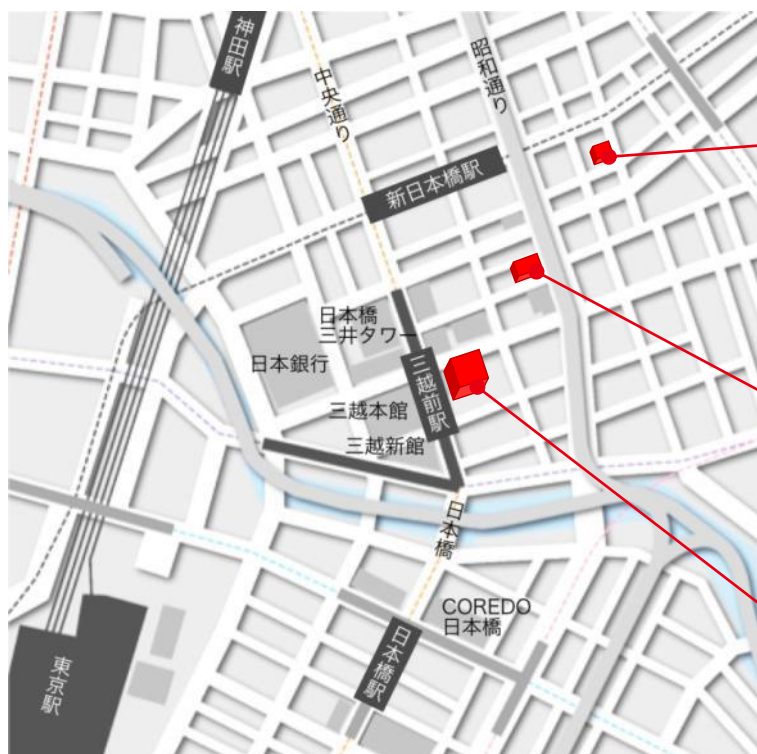 神田駅
中央通り
昭和通り
新日本橋駅
日本橋
三井タワー
日本銀行
三越前駅
三越本館
三越新館
日本橋
COREDO
日本橋
日本橋駅
東京駅